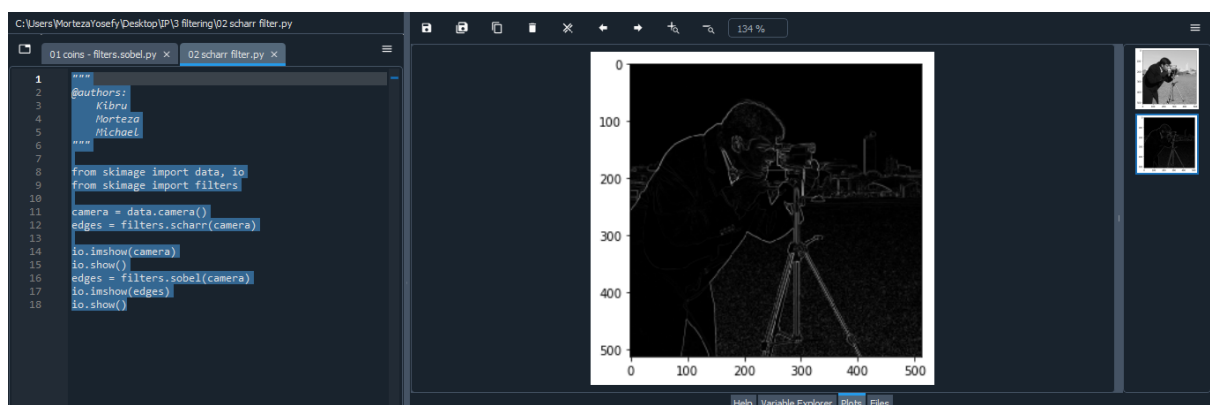 C:\Users\MortezaYosefy\Desktop\IP\3 filtering\02 scharr filter.py
01 coins - filters.sobel.py × 02 scharr filter.py ×
1 """
2 @authors:
3 Kibru
4 Morteza
5 Michael
6 """
7
8 from skimage import data, io
9 from skimage import filters
10
11 camera = data.camera()
12 edges = filters.scharr(camera)
13
14 io.imshow(camera)
15 io.show()
16 edges = filters.sobel(camera)
17 io.imshow(edges)
18 io.show()
134 %
0
100
200
300
400
500
0 100 200 300 400 500
Help Variable Explorer Plots Files